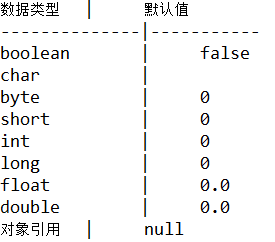 数据类型 | 默认值
--------------|-----------
boolean | false
char |
byte | 0
short | 0
int | 0
long | 0
float | 0.0
double | 0.0
对象引用 | null